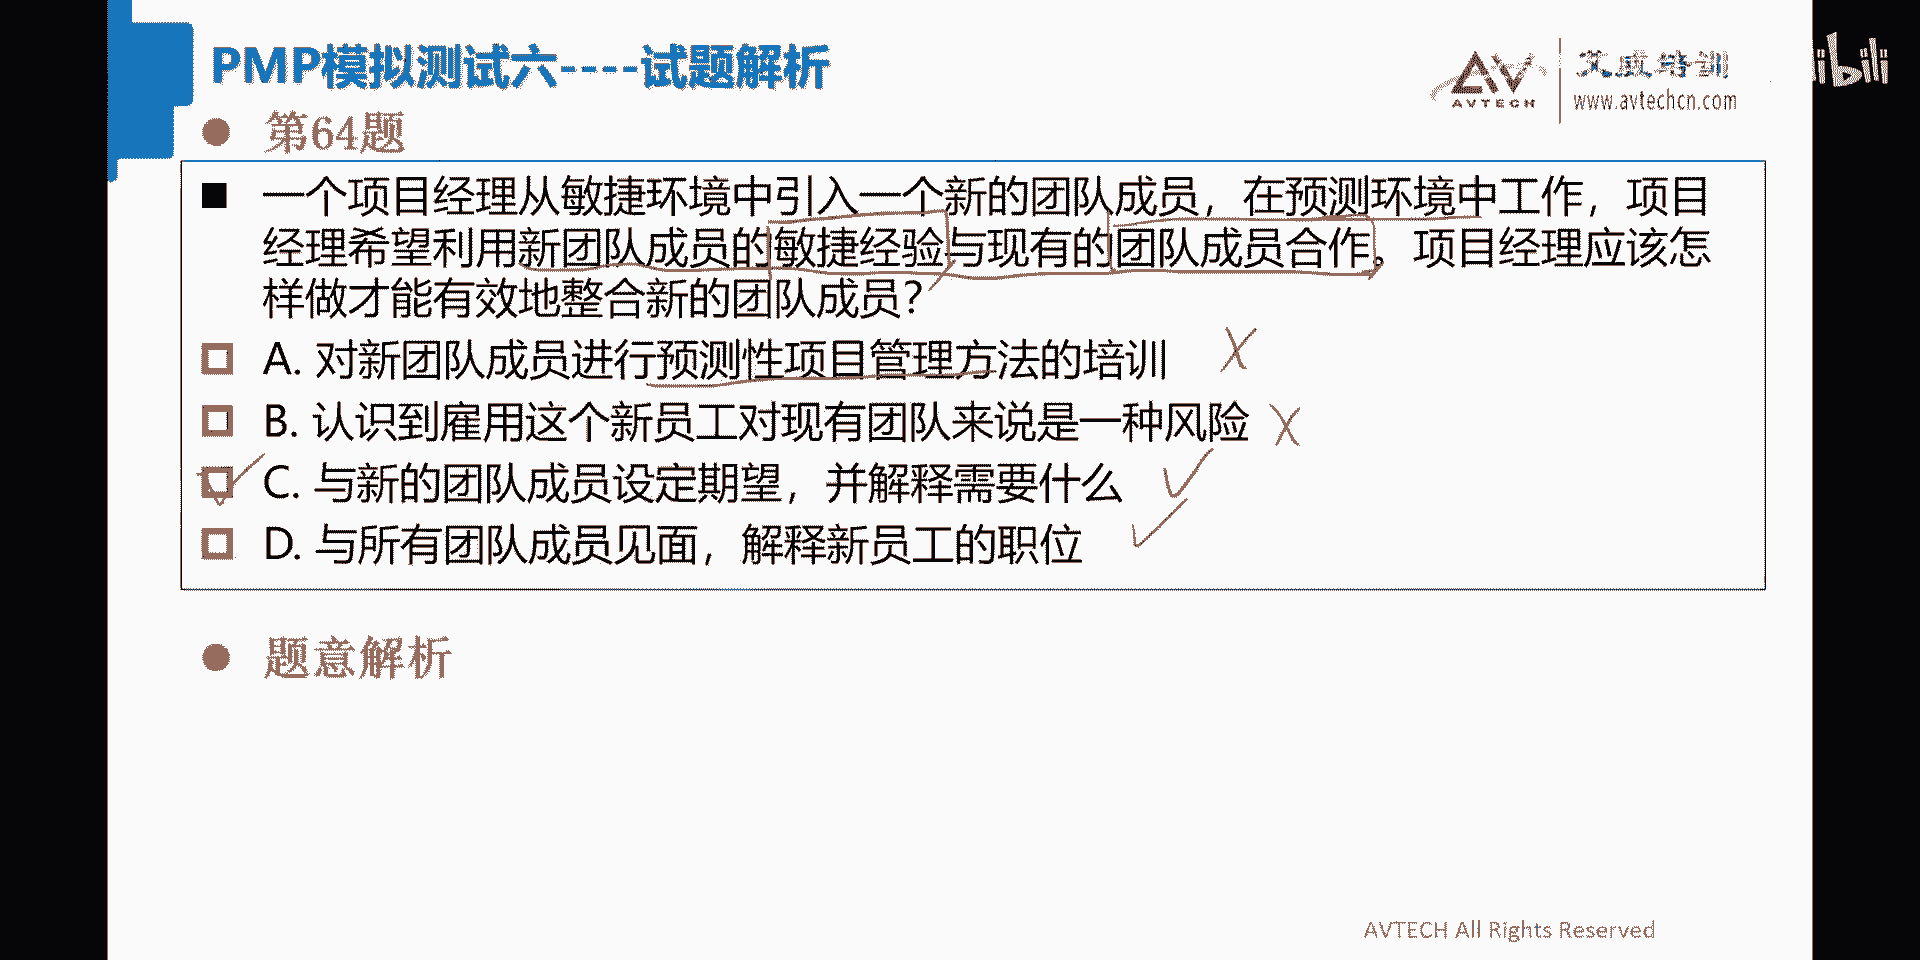 PMP模拟测试六----试题解析
AVTECH
艾威培训
www.avtechcn.com
第64题
一个项目经理从敏捷环境中引入一个新的团队成员，在预测环境中工作，项目
经理希望利用新团队成员的敏捷经验与现有的团队成员合作。项目经理应该怎
样做才能有效地整合新的团队成员？
A. 对新团队成员进行预测性项目管理方法的培训
B. 认识到雇用这个新员工对现有团队来说是一种风险
C. 与新的团队成员设定期望，并解释需要什么
D. 与所有团队成员见面，解释新员工的职位
题意解析
AVTECH All Rights Reserved